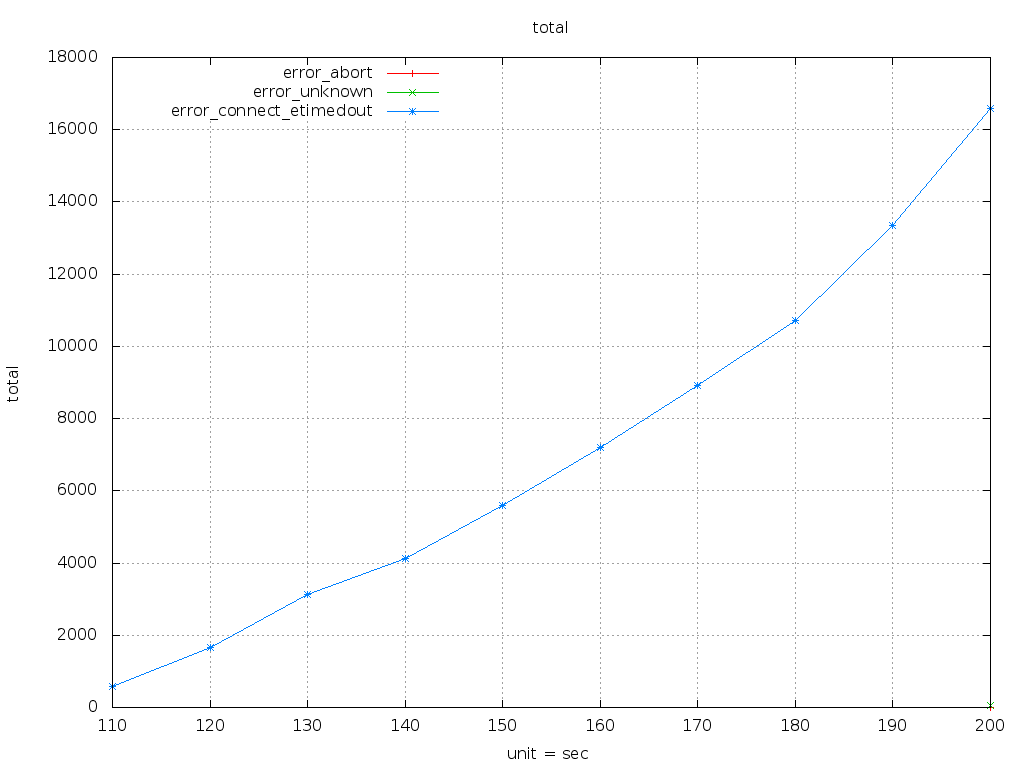 total
18000
16000
14000
12000
10000
8000
6000
4000
2000
0
error_abort
error_unknown
error_connect_etimedout
total
110 120 130 140 150 160 170 180 190 200
unit = sec